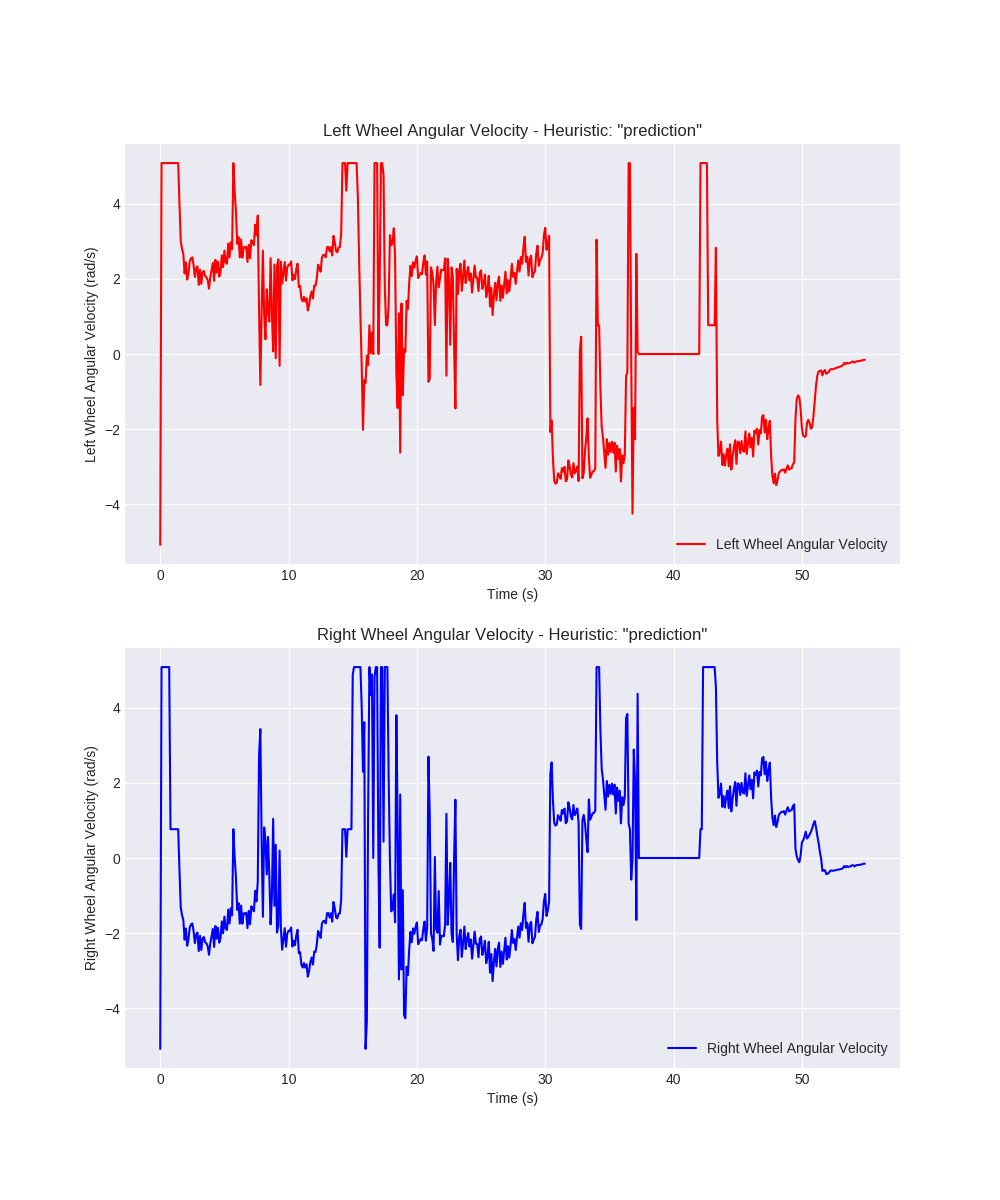 Left Wheel Angular Velocity - Heuristic: "prediction"
Left Wheel Angular Velocity (rad/s)
4
2
0
−2
−4
Left Wheel Angular Velocity
0 10 20 30 40 50
Time (s)
Right Wheel Angular Velocity - Heuristic: "prediction"
Right Wheel Angular Velocity (rad/s)
4
2
0
−2
−4
Right Wheel Angular Velocity
0 10 20 30 40 50
Time (s)